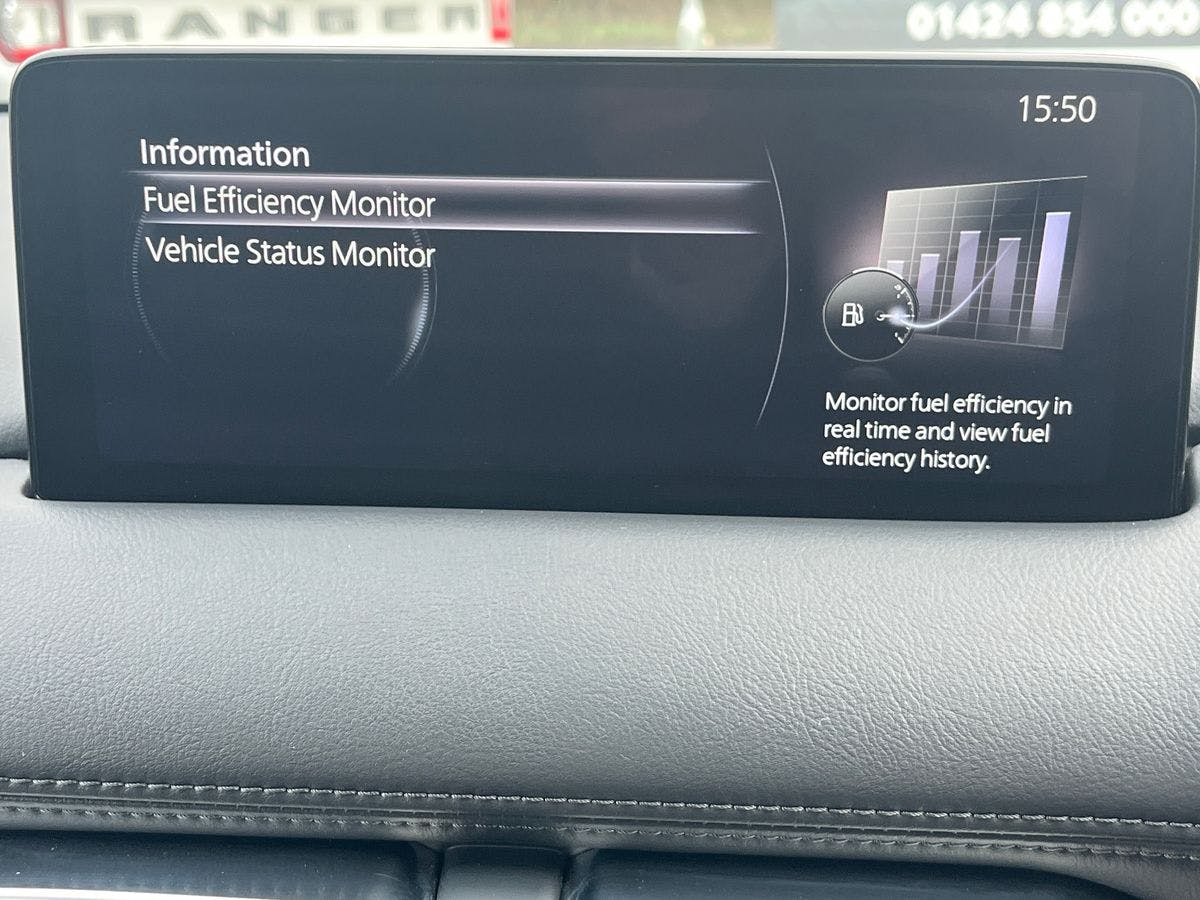 RANGER
01424 854 000
15:50
Information
Fuel Efficiency Monitor
Vehicle Status Monitor
Monitor fuel efficiency in
real time and view fuel
efficiency history.